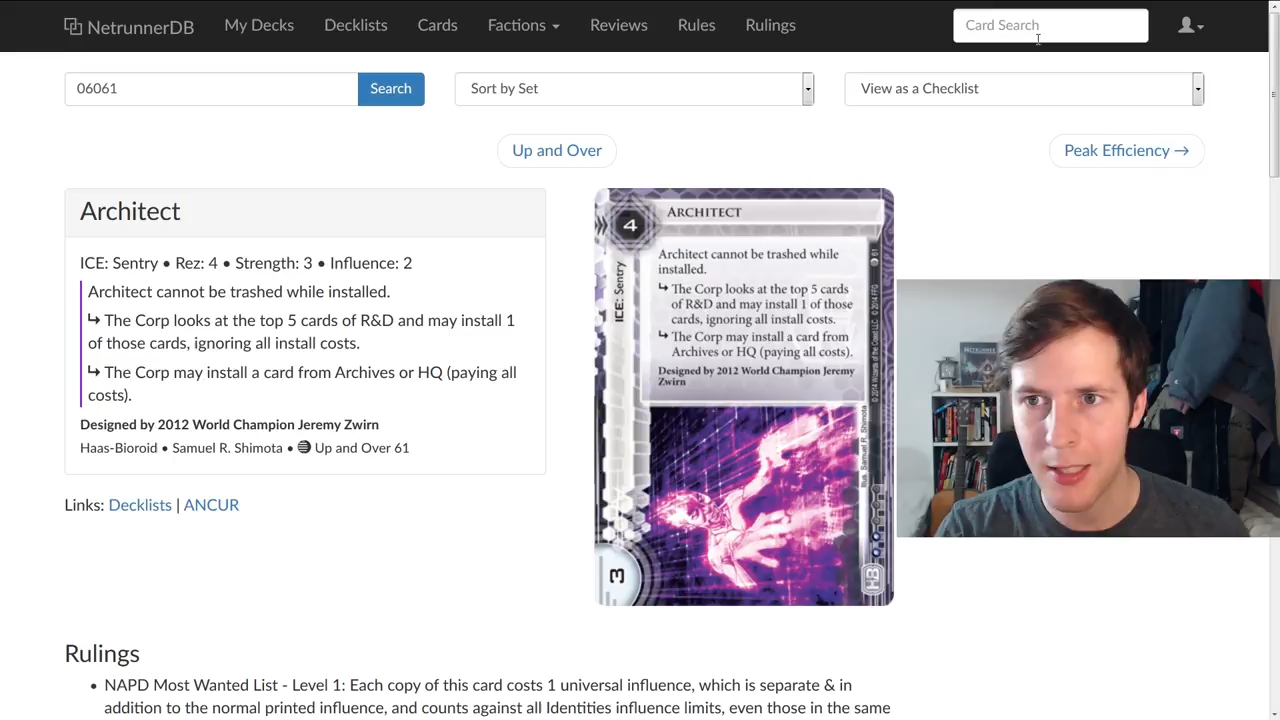 NetrunnerDB My Decks Decklists Cards Factions Reviews Rules Rulings Card Search
06061 Search Sort by Set View as a Checklist
Up and Over Peak Efficiency →
Architect
ICE: Sentry • Rez: 4 • Strength: 3 • Influence: 2
Architect cannot be trashed while installed.
↳ The Corp looks at the top 5 cards of R&D and may install 1
of those cards, ignoring all install costs.
↳ The Corp may install a card from Archives or HQ (paying all
costs).
Designed by 2012 World Champion Jeremy Zwirn
Haas-Bioroid • Samuel R. Shimota • Up and Over 61
Links: Decklists | ANCUR
4
ARCHITECT
ICE: Sentry
Architect cannot be trashed while
installed.
↳ The Corp looks at the top 5 cards
of R&D and may install 1 of those
cards, ignoring all install costs.
↳ The Corp may install a card from
Archives or HQ (paying all costs).
Designed by 2012 World Champion Jeremy
Zwirn
61
Illus. Samuel R. Shimota
3
HB
NETRUNNER
Rulings
• NAPD Most Wanted List - Level 1: Each copy of this card costs 1 universal influence, which is separate & in
addition to the normal printed influence, and counts against all Identities influence limits, even those in the same